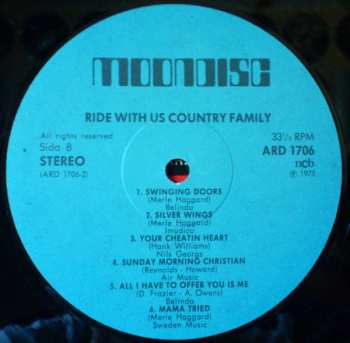 MOONDISC
RIDE WITH US COUNTRY FAMILY
All rights reserved
33⅓ RPM
Side B
ARD 1706
STEREO
ncb
(ARD 1706-2)
℗ 1975
1. SWINGING DOORS
(Merle Haggard)
Belinda
2. SILVER WINGS
(Merle Haggard)
Imudico
3. YOUR CHEATIN HEART
(Hank Williams)
Nils Georgs
4. SUNDAY MORNING CHRISTIAN
(Reynolds - Howard)
Air Music
5. ALL I HAVE TO OFFER YOU IS ME
(D. Frazier - A. Owens)
Belinda
6. MAMA TRIED
(Merle Haggard)
Sweden Music